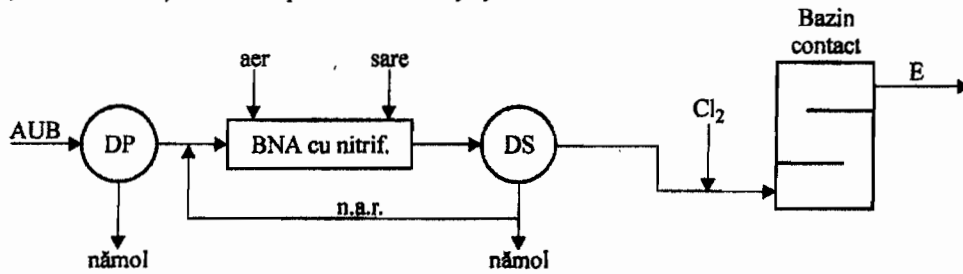 Bazin
contact
aer
sare
E
AUB
DP
BNA cu nitrif.
DS
Cl₂
n.a.r.
nămol
nămol